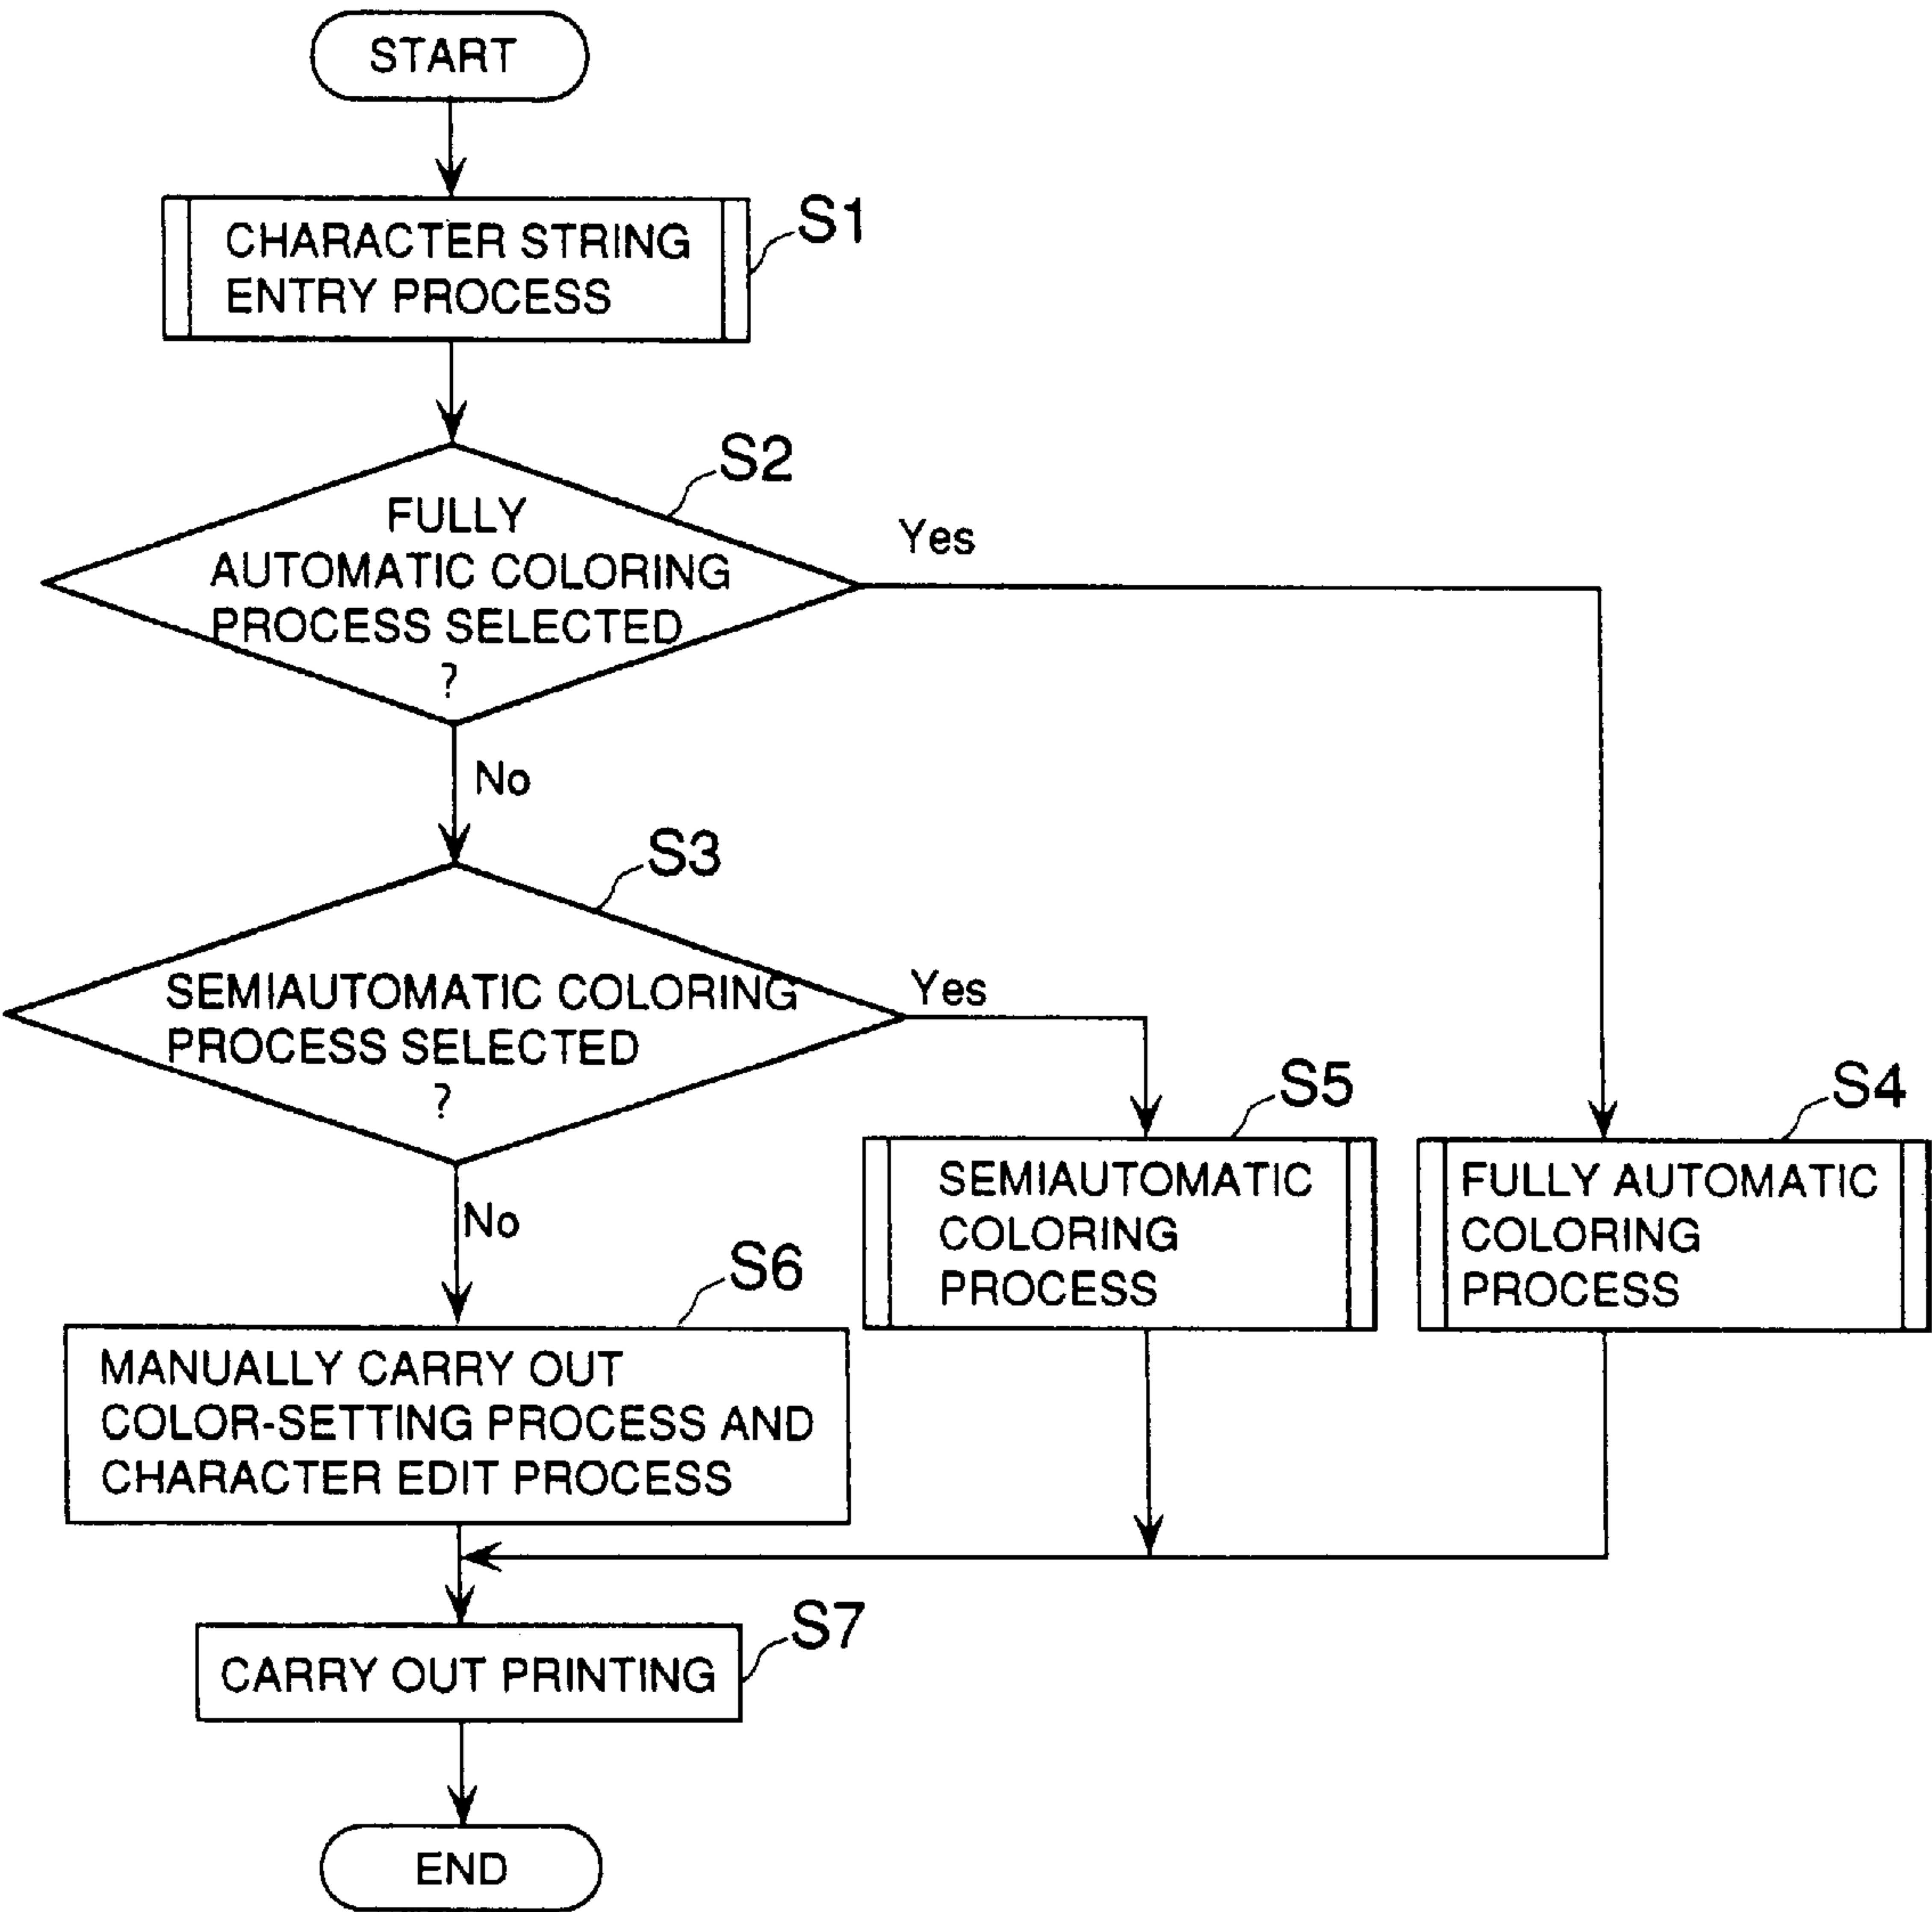 START
S1
CHARACTER STRING
ENTRY PROCESS
S2
FULLY
AUTOMATIC COLORING
PROCESS SELECTED
?
Yes
No
S3
SEMIAUTOMATIC COLORING
PROCESS SELECTED
?
Yes
No
S5
SEMIAUTOMATIC
COLORING
PROCESS
S4
FULLY AUTOMATIC
COLORING
PROCESS
S6
MANUALLY CARRY OUT
COLOR-SETTING PROCESS AND
CHARACTER EDIT PROCESS
S7
CARRY OUT PRINTING
END